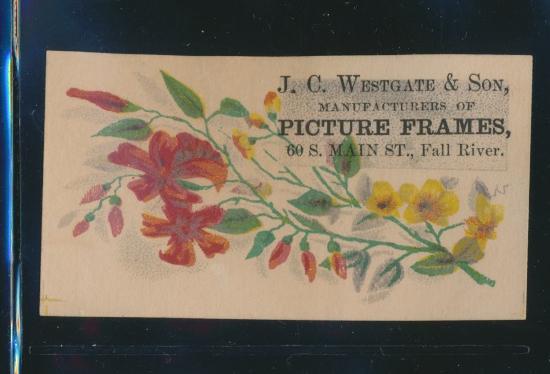 J. C. Westgate & Son,
MANUFACTURERS OF
PICTURE FRAMES,
60 S. MAIN ST., Fall River.